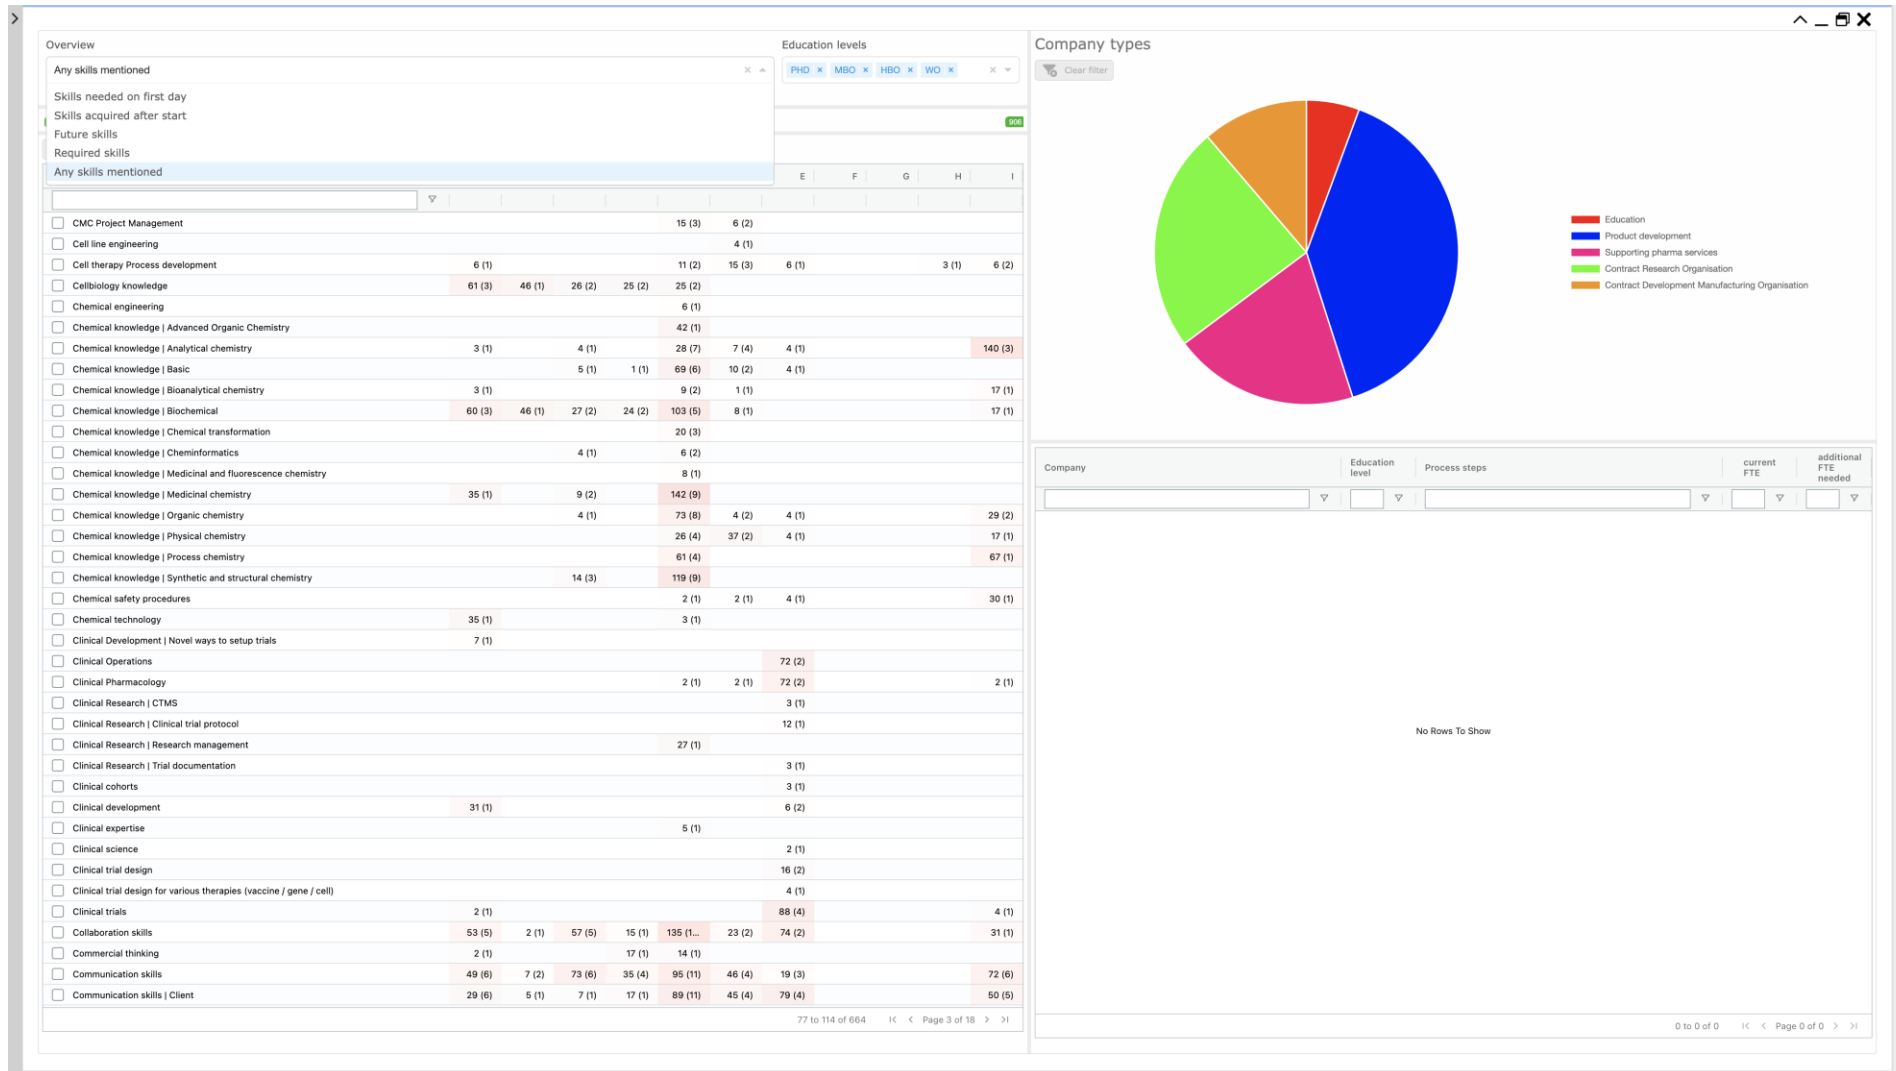 Overview
Any skills mentioned
Skills needed on first day
Skills acquired after start
Future skills
Required skills
Any skills mentioned
Education levels
PHD × MBO × HBO × WO ×
906
E F G H I
CMC Project Management 15 (3) 6 (2)
Cell line engineering 4 (1)
Cell therapy Process development 6 (1) 11 (2) 15 (3) 6 (1) 3 (1) 6 (2)
Cellbiology knowledge 61 (3) 46 (1) 26 (2) 25 (2) 25 (2)
Chemical engineering 6 (1)
Chemical knowledge | Advanced Organic Chemistry 42 (1)
Chemical knowledge | Analytical chemistry 3 (1) 4 (1) 28 (7) 7 (4) 4 (1) 140 (3)
Chemical knowledge | Basic 5 (1) 1 (1) 69 (6) 10 (2) 4 (1)
Chemical knowledge | Bioanalytical chemistry 3 (1) 9 (2) 1 (1) 17 (1)
Chemical knowledge | Biochemical 60 (3) 46 (1) 27 (2) 24 (2) 103 (5) 8 (1) 17 (1)
Chemical knowledge | Chemical transformation 20 (3)
Chemical knowledge | Cheminformatics 4 (1) 6 (2)
Chemical knowledge | Medicinal and fluorescence chemistry 8 (1)
Chemical knowledge | Medicinal chemistry 35 (1) 9 (2) 142 (9)
Chemical knowledge | Organic chemistry 4 (1) 73 (8) 4 (2) 4 (1) 29 (2)
Chemical knowledge | Physical chemistry 26 (4) 37 (2) 4 (1) 17 (1)
Chemical knowledge | Process chemistry 61 (4) 67 (1)
Chemical knowledge | Synthetic and structural chemistry 14 (3) 119 (9)
Chemical safety procedures 2 (1) 2 (1) 4 (1) 30 (1)
Chemical technology 35 (1) 3 (1)
Clinical Development | Novel ways to setup trials 7 (1)
Clinical Operations 72 (2)
Clinical Pharmacology 2 (1) 2 (1) 72 (2) 2 (1)
Clinical Research | CTMS 3 (1)
Clinical Research | Clinical trial protocol 12 (1)
Clinical Research | Research management 27 (1)
Clinical Research | Trial documentation 3 (1)
Clinical cohorts 3 (1)
Clinical development 31 (1) 6 (2)
Clinical expertise 5 (1)
Clinical science 2 (1)
Clinical trial design 16 (2)
Clinical trial design for various therapies (vaccine / gene / cell) 4 (1)
Clinical trials 2 (1) 88 (4) 4 (1)
Collaboration skills 53 (5) 2 (1) 57 (5) 15 (1) 135 (1... 23 (2) 74 (2) 31 (1)
Commercial thinking 2 (1) 17 (1) 14 (1)
Communication skills 49 (6) 7 (2) 73 (6) 35 (4) 95 (11) 46 (4) 19 (3) 72 (6)
Communication skills | Client 29 (6) 5 (1) 7 (1) 17 (1) 89 (11) 45 (4) 79 (4) 50 (5)
77 to 114 of 664 Page 3 of 18
Company types
Clear filter
Education
Product development
Supporting pharma services
Contract Research Organisation
Contract Development Manufacturing Organisation
Company
Education level
Process steps
current FTE
additional FTE needed
No Rows To Show
0 to 0 of 0 Page 0 of 0